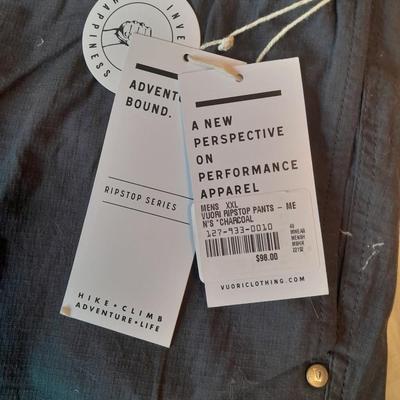 INVE
HAPPINESS
ADVENTU
BOUND.
RIPSTOP SERIES
HIKE • CLIMB
ADVENTURE • LIFE
A NEW
PERSPECTIVE
ON
PERFORMANCE
APPAREL
MENS XXL
VUORI RIPSTOP PANTS - ME
N'S *CHARCOAL
127-933-0010
$98.00
VUORICLOTHING.COM